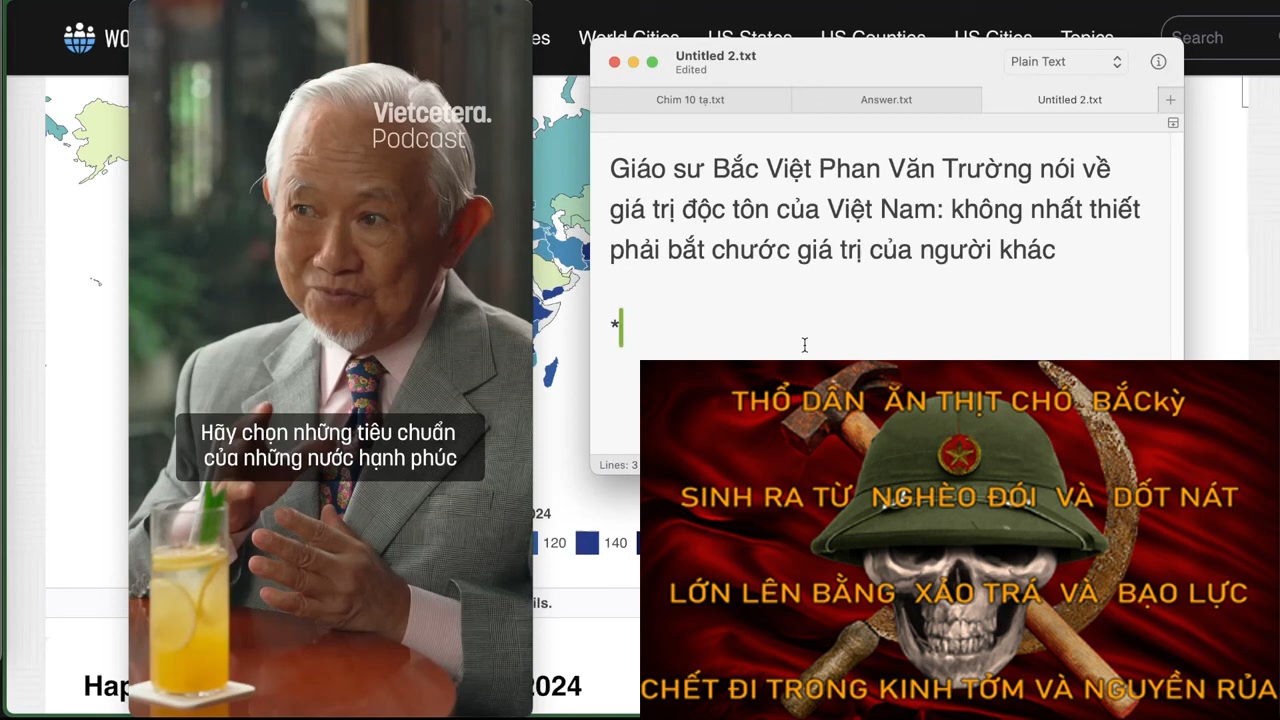 WO
es
World Cities
US States
US Counties
US Cities
Topics
Search
Vietcetera.
Podcast
Hãy chọn những tiêu chuẩn
của những nước hạnh phúc
Untitled 2.txt
Edited
Plain Text
Chim 10 tạ.txt
Answer.txt
Untitled 2.txt
Giáo sư Bắc Việt Phan Văn Trường nói về
giá trị độc tôn của Việt Nam: không nhất thiết
phải bắt chước giá trị của người khác
*
Lines: 3
024
120
140
ils.
Hap
2024
THỔ DÂN ĂN THỊT CHÓ BẮCkỳ
SINH RA TỪ NGHÈO ĐÓI VÀ DỐT NÁT
LỚN LÊN BẰNG XẢO TRÁ VÀ BẠO LỰC
CHẾT ĐI TRONG KINH TỞM VÀ NGUYỀN RỦA